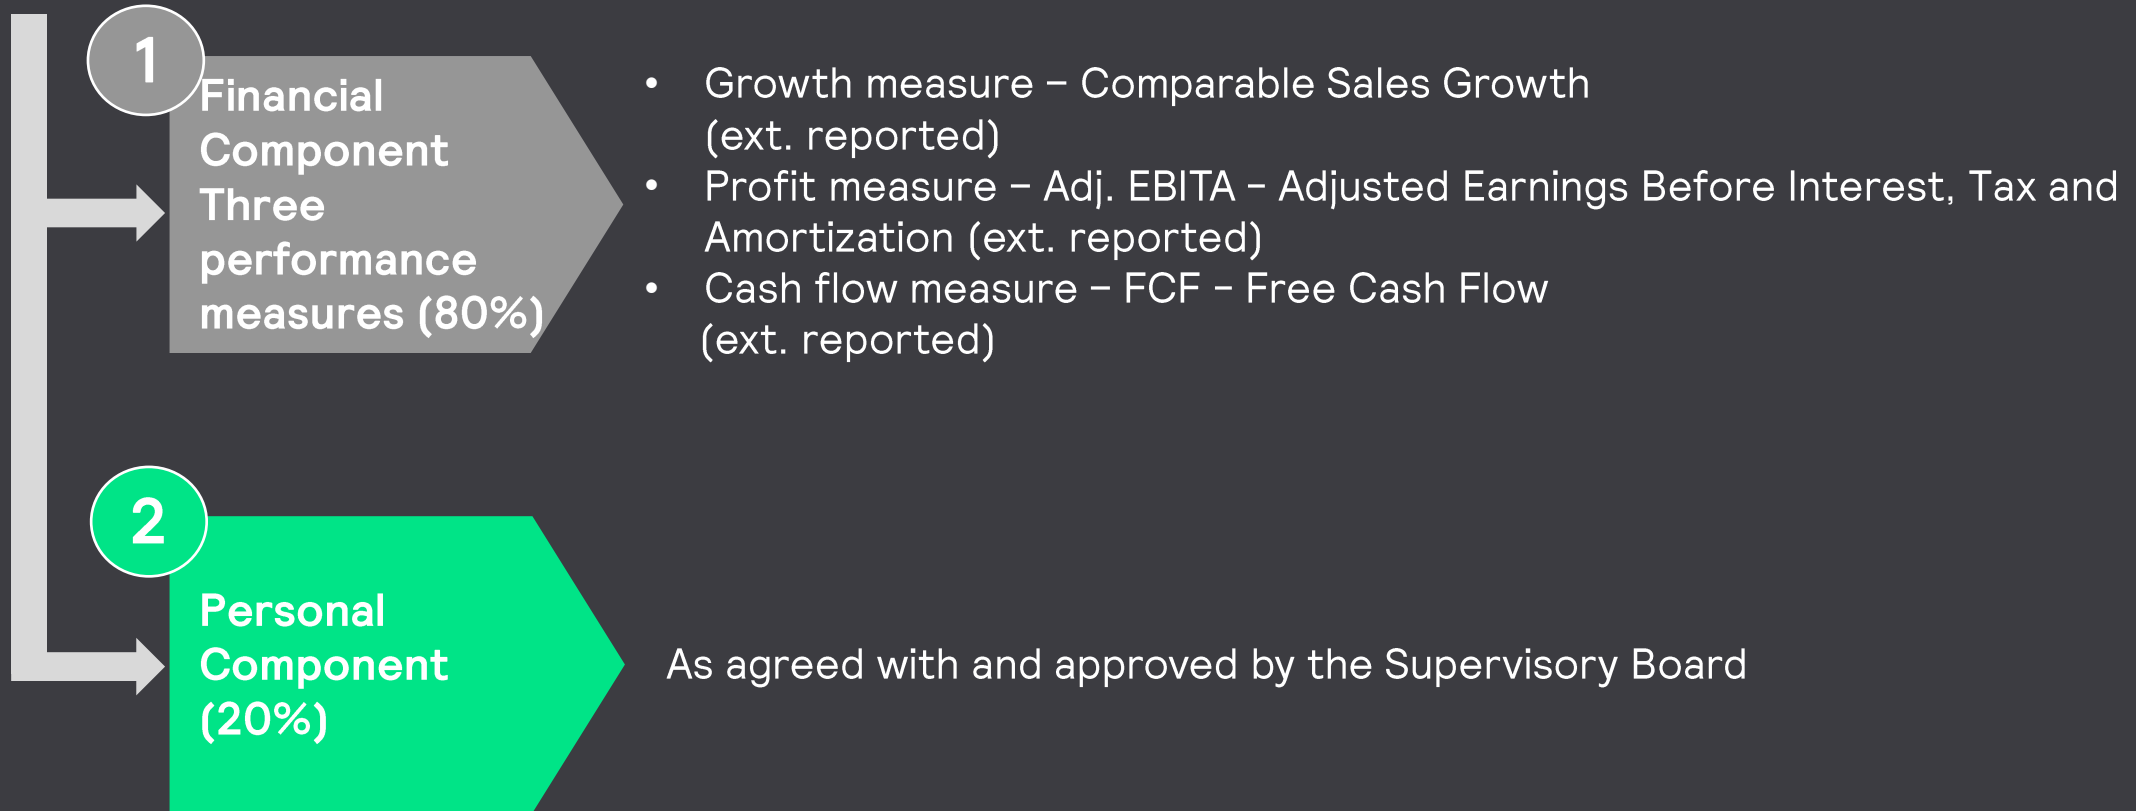 1
Financial
Component
Three
performance
measures (80%)
• Growth measure – Comparable Sales Growth
(ext. reported)
• Profit measure – Adj. EBITA – Adjusted Earnings Before Interest, Tax and
Amortization (ext. reported)
• Cash flow measure – FCF – Free Cash Flow
(ext. reported)
2
Personal
Component
(20%)
As agreed with and approved by the Supervisory Board